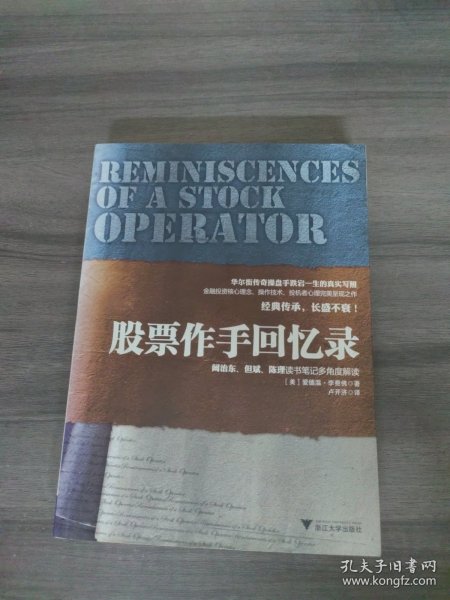 REMINISCENCES
OF A STOCK
OPERATOR
华尔街传奇操盘手跌宕一生的真实写照
金融投资核心理念、操作技术、投机者心理完美呈现之作
经典传承、长盛不衰！
股票作手回忆录
阚治东、但斌、陈理读书笔记多角度解读
［美］爱德温·李费佛◎著
卢开济◎译
浙江大学出版社
孔夫子旧书网
www.kongfz.com